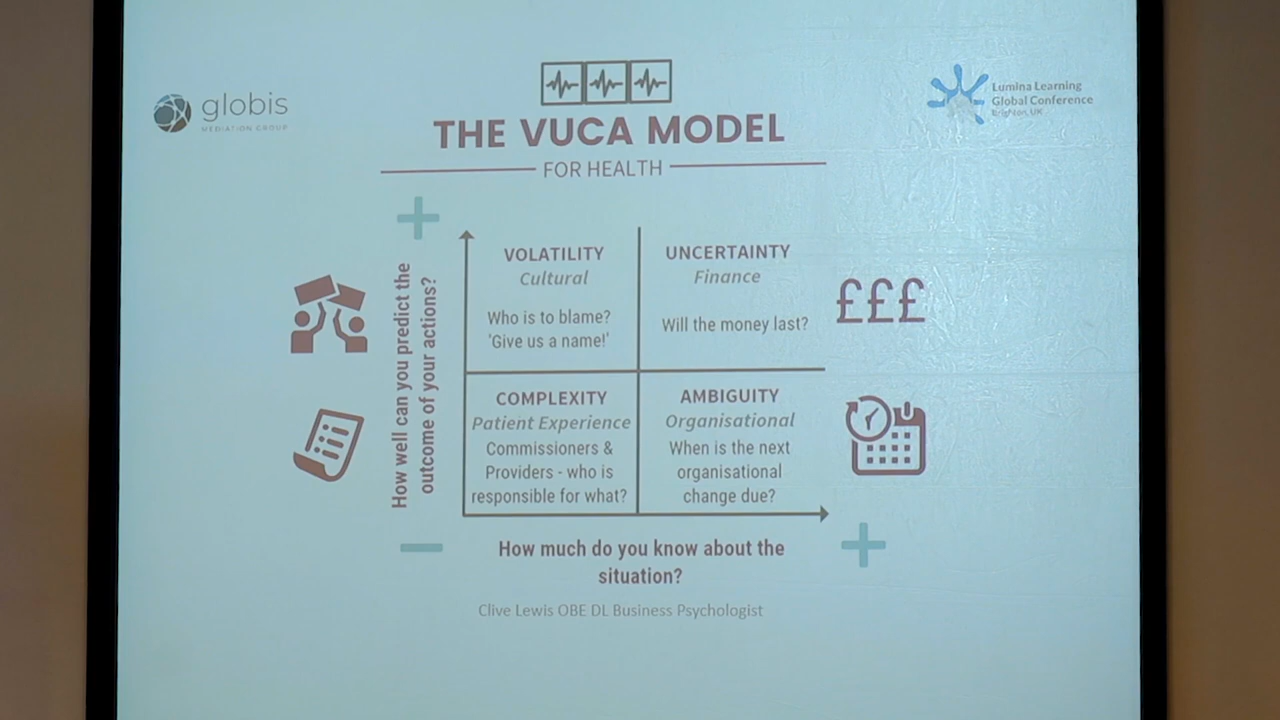 globis
MEDIATION GROUP
Lumina Learning
Global Conference
Brighton, UK
THE VUCA MODEL
FOR HEALTH
How well can you predict the
outcome of your actions?
VOLATILITY
Cultural
Who is to blame?
'Give us a name!'
UNCERTAINTY
Finance
Will the money last?
£££
COMPLEXITY
Patient Experience
Commissioners &
Providers - who is
responsible for what?
AMBIGUITY
Organisational
When is the next
organisational
change due?
How much do you know about the
situation?
Clive Lewis OBE DL Business Psychologist